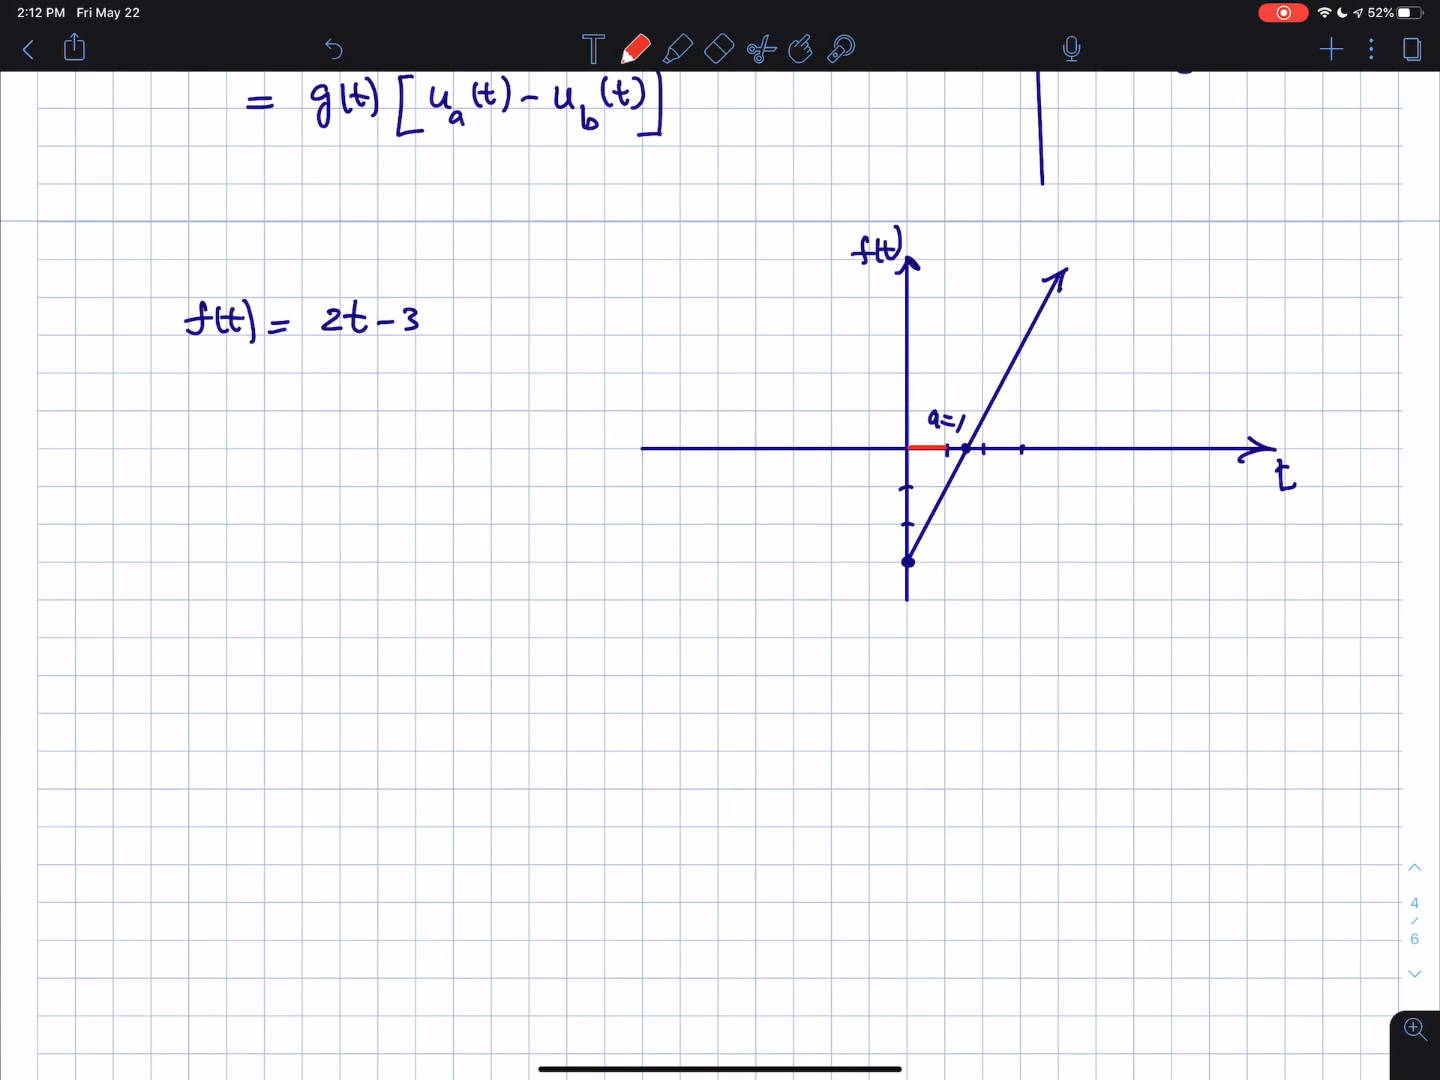 2:12 PM Fri May 22
52%
= g(t) [u_a(t) - u_b(t)]
f(t)
f(t) = 2t - 3
a=1
t
4
/
6